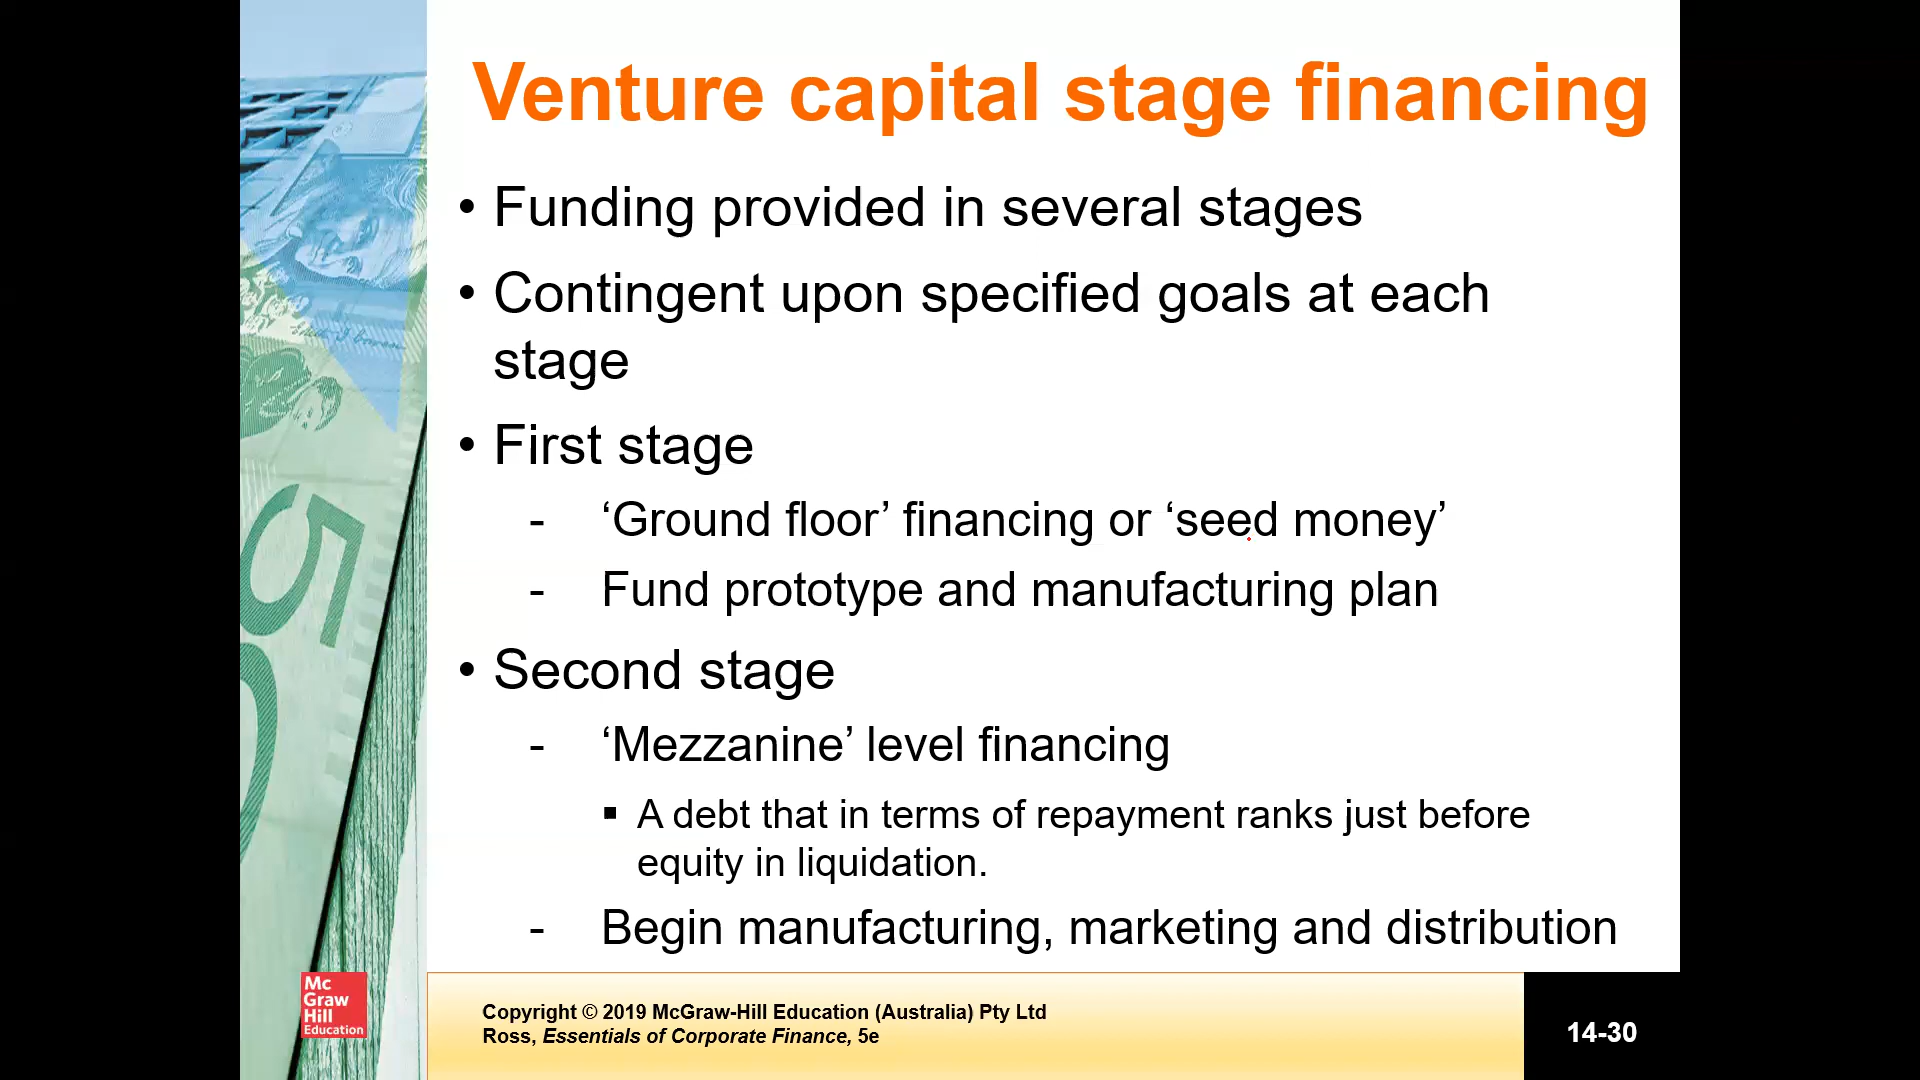 Venture capital stage financing
• Funding provided in several stages
• Contingent upon specified goals at each
stage
• First stage
- ‘Ground floor’ financing or ‘seed money’
- Fund prototype and manufacturing plan
• Second stage
- ‘Mezzanine’ level financing
▪ A debt that in terms of repayment ranks just before
equity in liquidation.
- Begin manufacturing, marketing and distribution
Mc
Graw
Hill
Education
Copyright © 2019 McGraw-Hill Education (Australia) Pty Ltd
Ross, Essentials of Corporate Finance, 5e
14-30